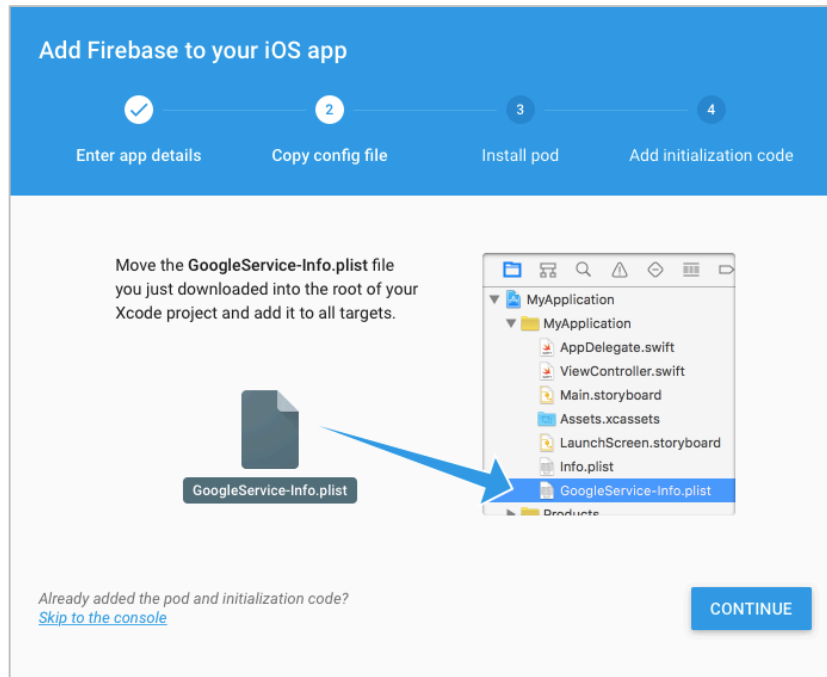 Add Firebase to your iOS app
2
3
4
Enter app details
Copy config file
Install pod
Add initialization code
Move the GoogleService-Info.plist file
you just downloaded into the root of your
Xcode project and add it to all targets.
GoogleService-Info.plist
MyApplication
MyApplication
AppDelegate.swift
ViewController.swift
Main.storyboard
Assets.xcassets
LaunchScreen.storyboard
Info.plist
GoogleService-Info.plist
Products
Already added the pod and initialization code?
Skip to the console
CONTINUE